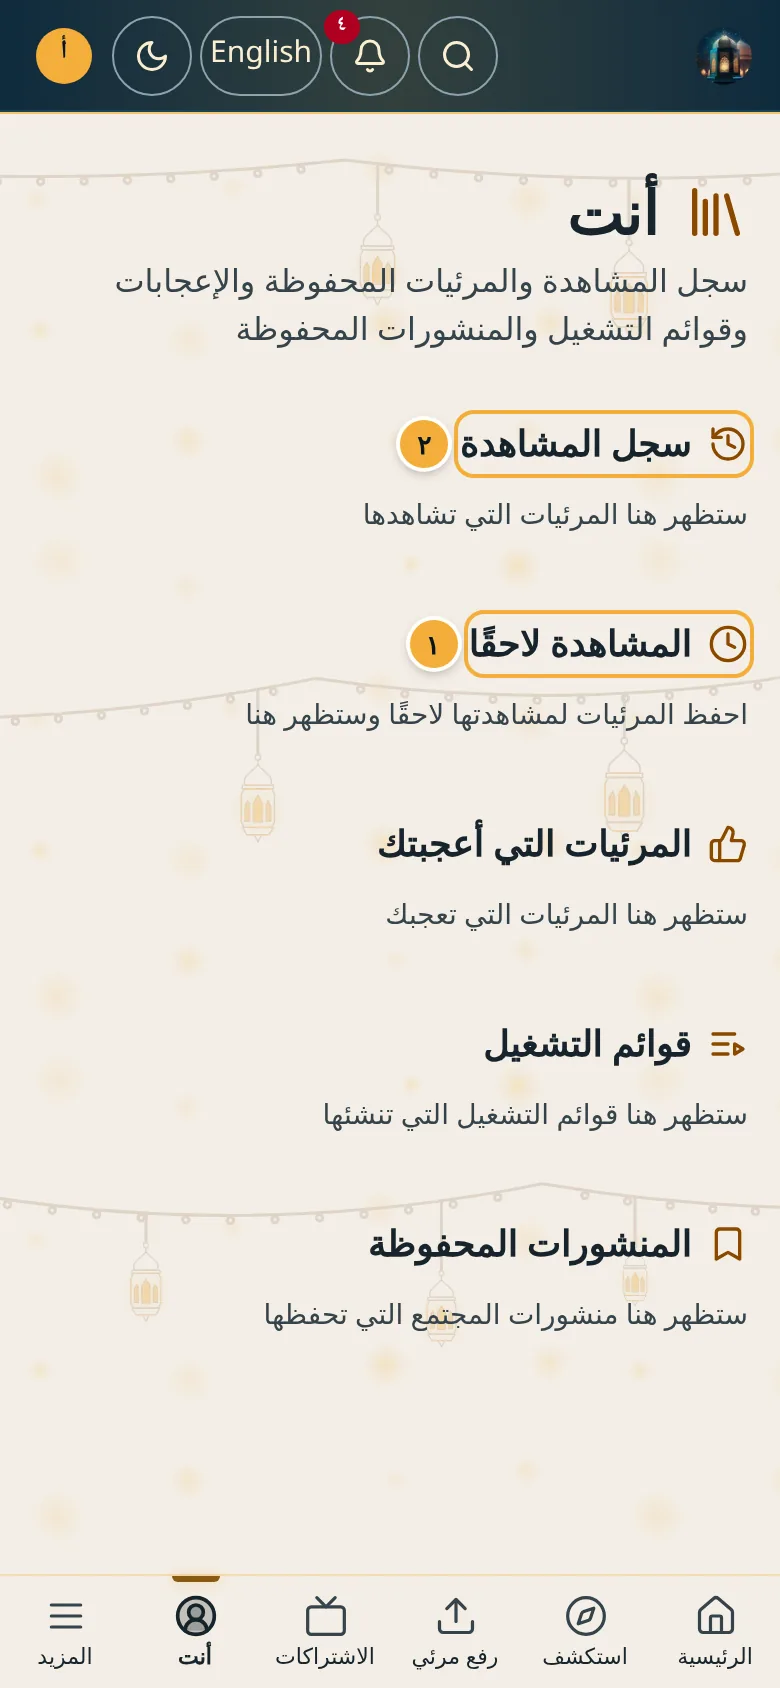 ٤
English
أ
أنت
سجل المشاهدة والمرئيات المحفوظة والإعجابات
وقوائم التشغيل والمنشورات المحفوظة
سجل المشاهدة
٢
ستظهر هنا المرئيات التي تشاهدها
المشاهدة لاحقًا
١
احفظ المرئيات لمشاهدتها لاحقًا وستظهر هنا
المرئيات التي أعجبتك
ستظهر هنا المرئيات التي تعجبك
قوائم التشغيل
ستظهر هنا قوائم التشغيل التي تنشئها
المنشورات المحفوظة
ستظهر هنا منشورات المجتمع التي تحفظها
الرئيسية
استكشف
رفع مرئي
الاشتراكات
أنت
المزيد